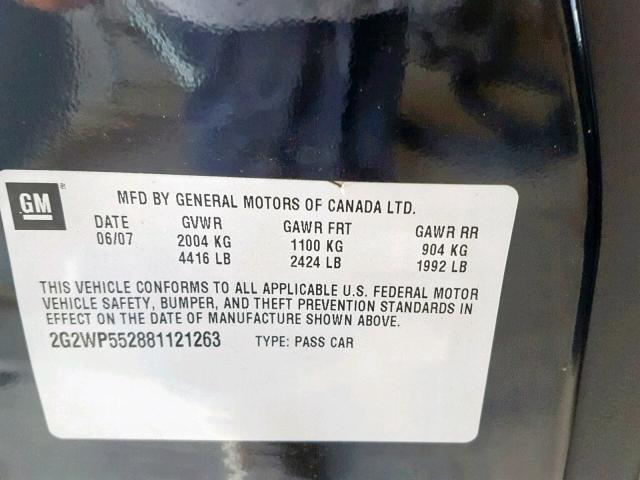 GM®
MFD BY GENERAL MOTORS OF CANADA LTD.
DATE GVWR GAWR FRT GAWR RR
06/07 2004 KG 1100 KG 904 KG
4416 LB 2424 LB 1992 LB
THIS VEHICLE CONFORMS TO ALL APPLICABLE U.S. FEDERAL MOTOR
VEHICLE SAFETY, BUMPER, AND THEFT PREVENTION STANDARDS IN
EFFECT ON THE DATE OF MANUFACTURE SHOWN ABOVE.
2G2WP552881121263 TYPE: PASS CAR